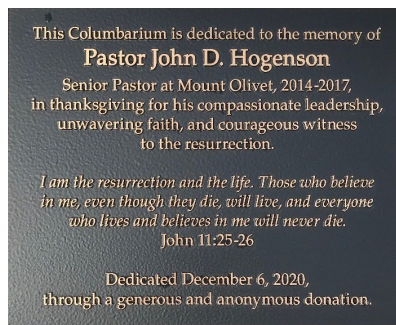 This Columbarium is dedicated to the memory of
Pastor John D. Hogenson
Senior Pastor at Mount Olivet, 2014-2017,
in thanksgiving for his compassionate leadership,
unwavering faith, and courageous witness
to the resurrection.
I am the resurrection and the life. Those who believe
in me, even though they die, will live, and everyone
who lives and believes in me will never die.
John 11:25-26
Dedicated December 6, 2020,
through a generous and anonymous donation.